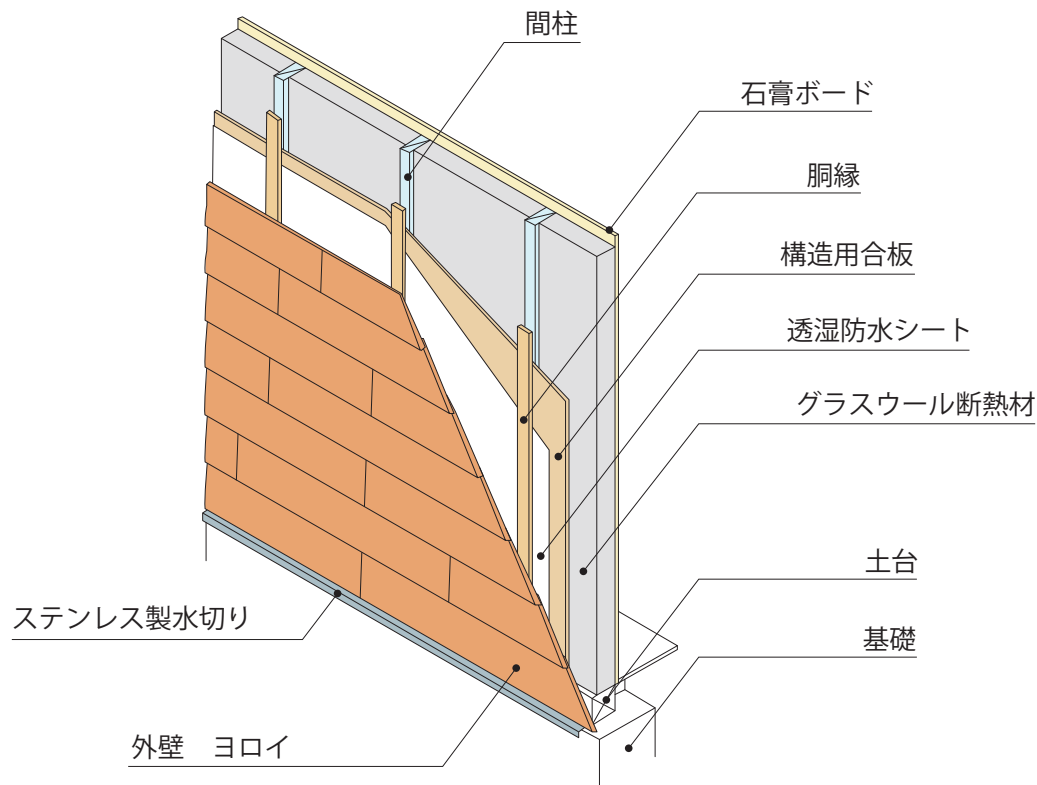 間柱
石膏ボード
胴縁
構造用合板
透湿防水シート
グラスウール断熱材
土台
ステンレス製水切り
基礎
外壁　ヨロイ